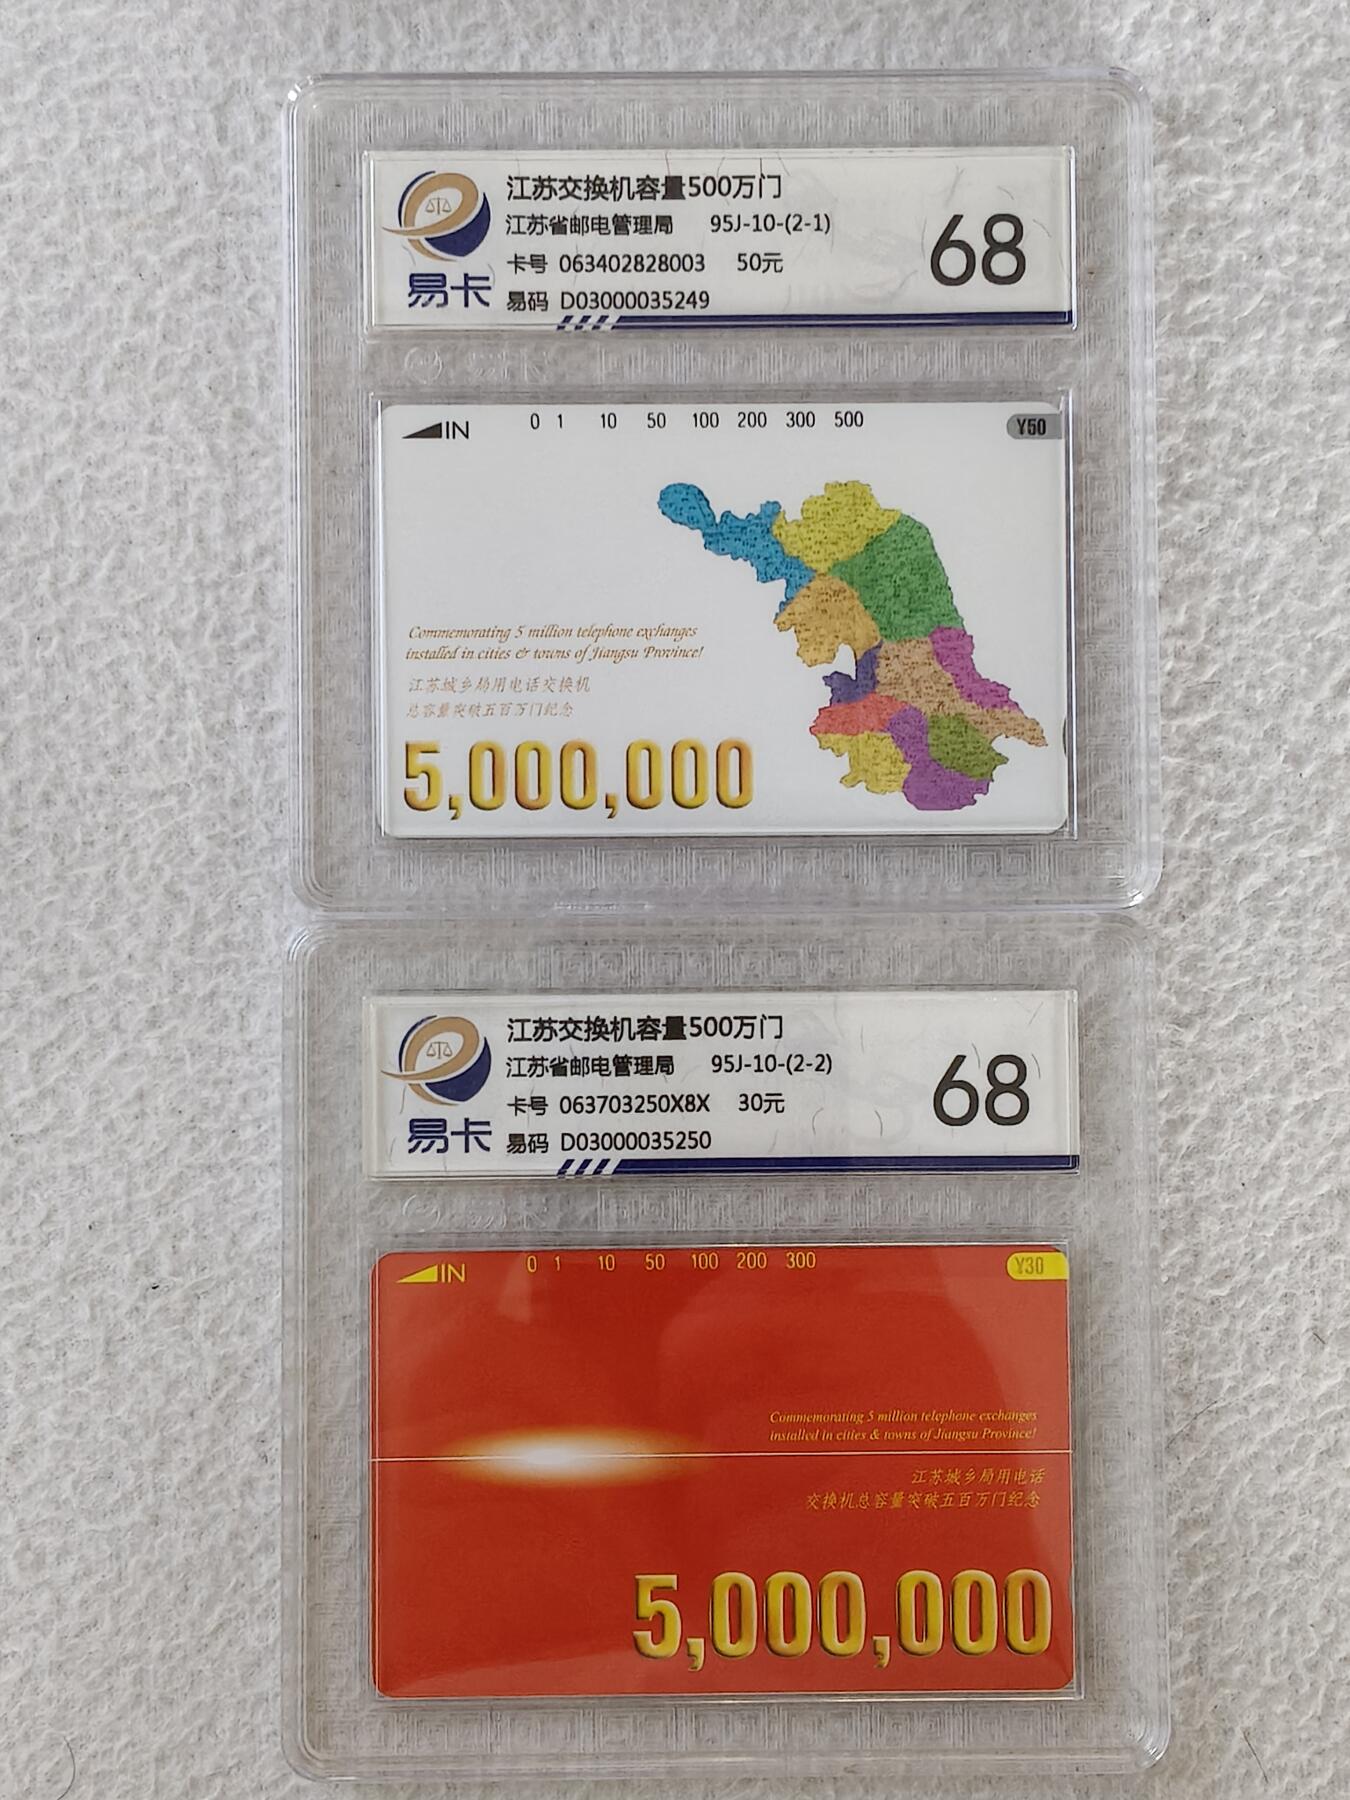 江苏交换机容量500万门
江苏省邮电管理局 95J-10-(2-1)
卡号 063402828003 50元
易码 D03000035249
易卡
68
IN 0 1 10 50 100 200 300 500 Y50
Commemorating 5 million telephone exchanges
installed in cities & towns of Jiangsu Province!
江苏城乡局用电话交换机
总容量突破五百万门纪念
5,000,000
江苏交换机容量500万门
江苏省邮电管理局 95J-10-(2-2)
卡号 063703250X8X 30元
易码 D03000035250
易卡
68
IN 0 1 10 50 100 200 300 Y30
Commemorating 5 million telephone exchanges
installed in cities & towns of Jiangsu Province!
江苏城乡局用电话
交换机总容量突破五百万门纪念
5,000,000